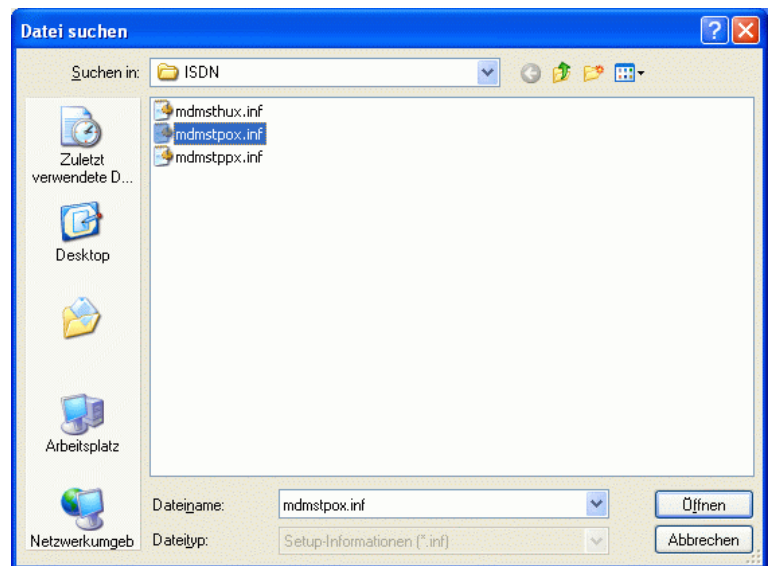 Datei suchen
Suchen in:
ISDN
mdmsthux.inf
mdmstpox.inf
mdmstppx.inf
Zuletzt
verwendete D...
Desktop
Arbeitsplatz
Netzwerkumgeb
Dateiname:
mdmstpox.inf
Öffnen
Dateityp:
Setup-Informationen (*.inf)
Abbrechen